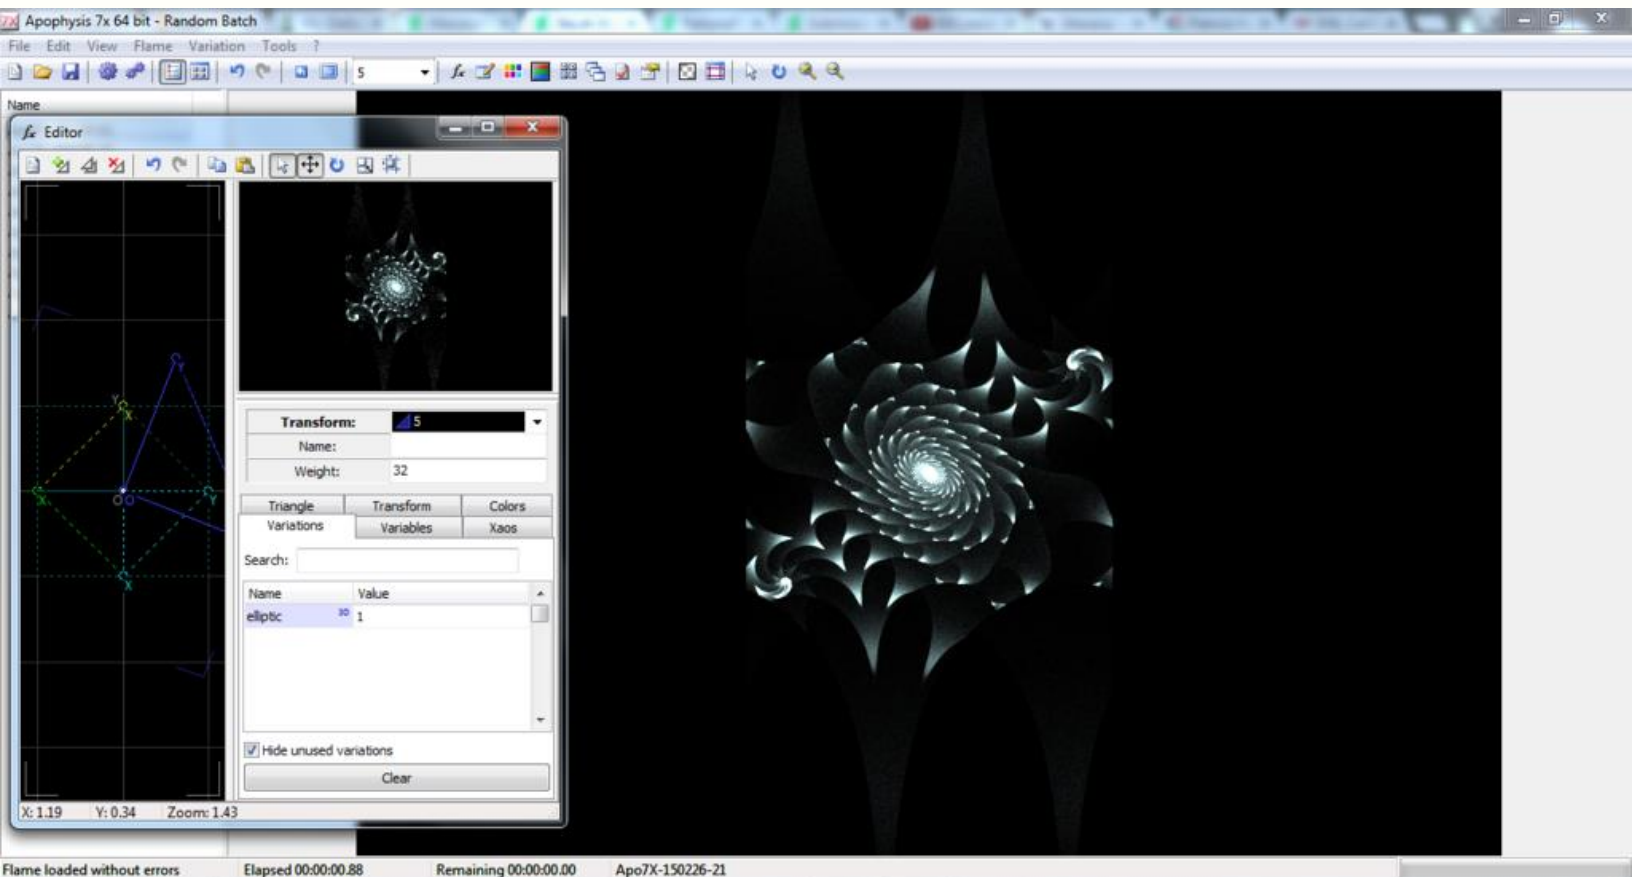 Apophysis 7x 64 bit - Random Batch
File Edit View Flame Variation Tools ?
5
Name
Editor
Transform: 5
Name:
Weight: 32
Triangle Transform Colors
Variations Variables Xaos
Search:
Name Value
elliptic 3D 1
Hide unused variations
Clear
X: 1.19 Y: 0.34 Zoom: 1.43
Flame loaded without errors Elapsed 00:00:00.88 Remaining 00:00:00.00 Apo7X-150226-21